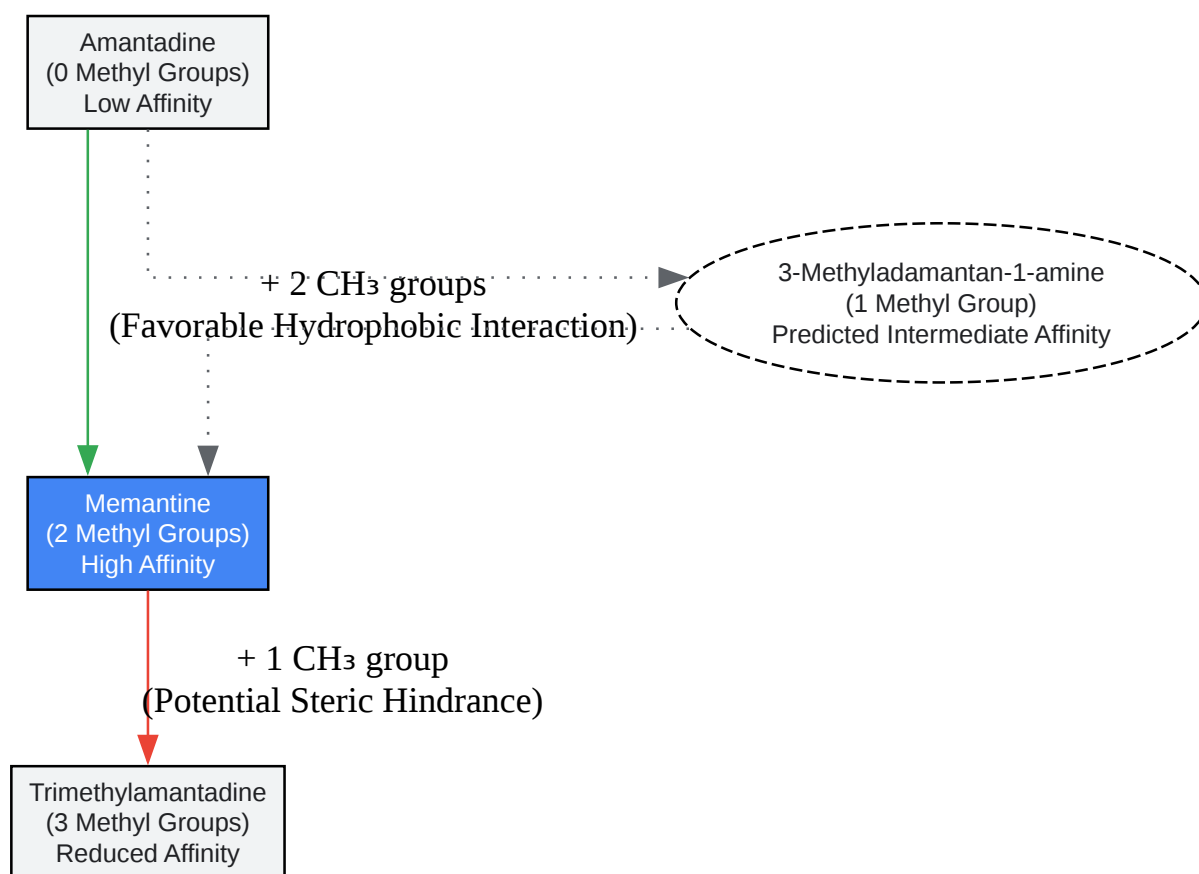 Amantadine
(0 Methyl Groups)
Low Affinity
+ 2 CH₃ groups
(Favorable Hydrophobic Interaction)
3-Methyladamantan-1-amine
(1 Methyl Group)
Predicted Intermediate Affinity
Memantine
(2 Methyl Groups)
High Affinity
+ 1 CH₃ group
(Potential Steric Hindrance)
Trimethylamantadine
(3 Methyl Groups)
Reduced Affinity